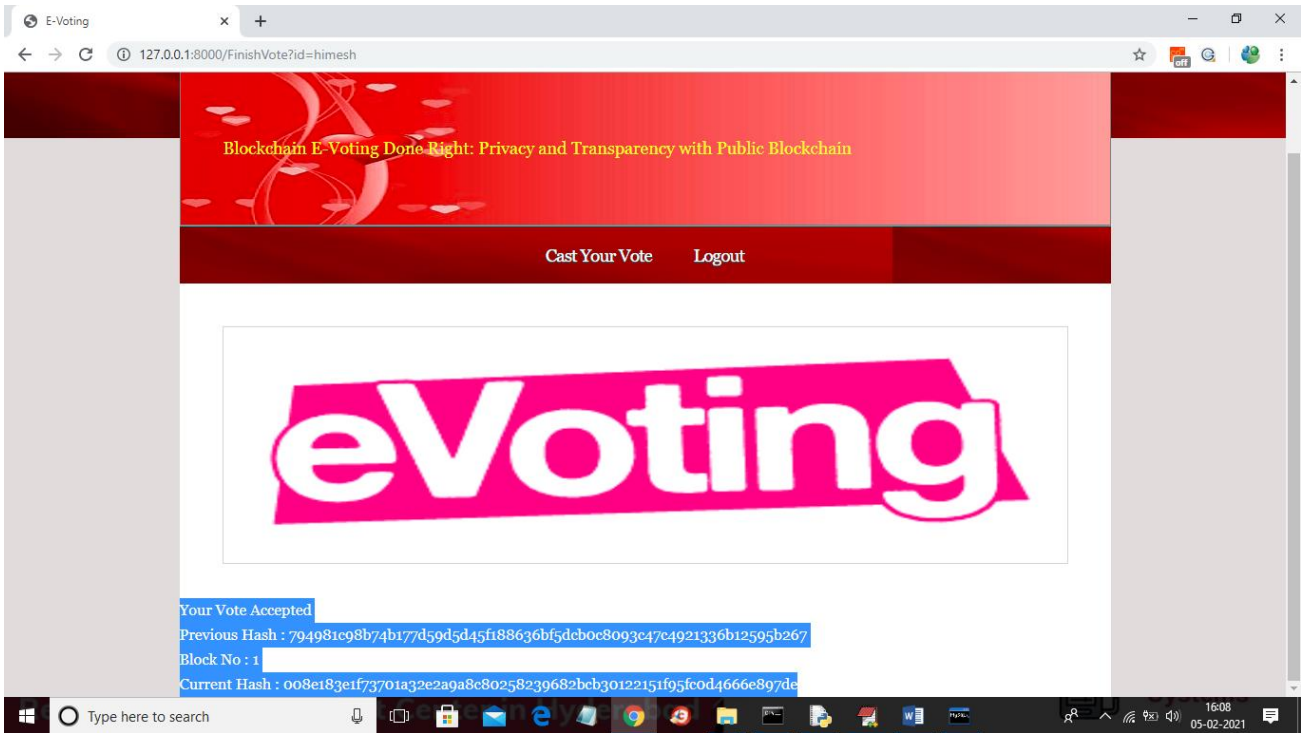 E-Voting
127.0.0.1:8000/FinishVote?id=himesh
off
Blockchain E-Voting Done Right: Privacy and Transparency with Public Blockchain
Cast Your Vote Logout
eVoting
Your Vote Accepted
Previous Hash : 794981c98b74b177d59d5d45f188636bf5dcb0c8093c47c4921336b12595b267
Block No : 1
Current Hash : 008e183e1f73701a32e2a9a8c80258239682bcb30122151f95fc0d4666e897de
Type here to search
16:08
05-02-2021